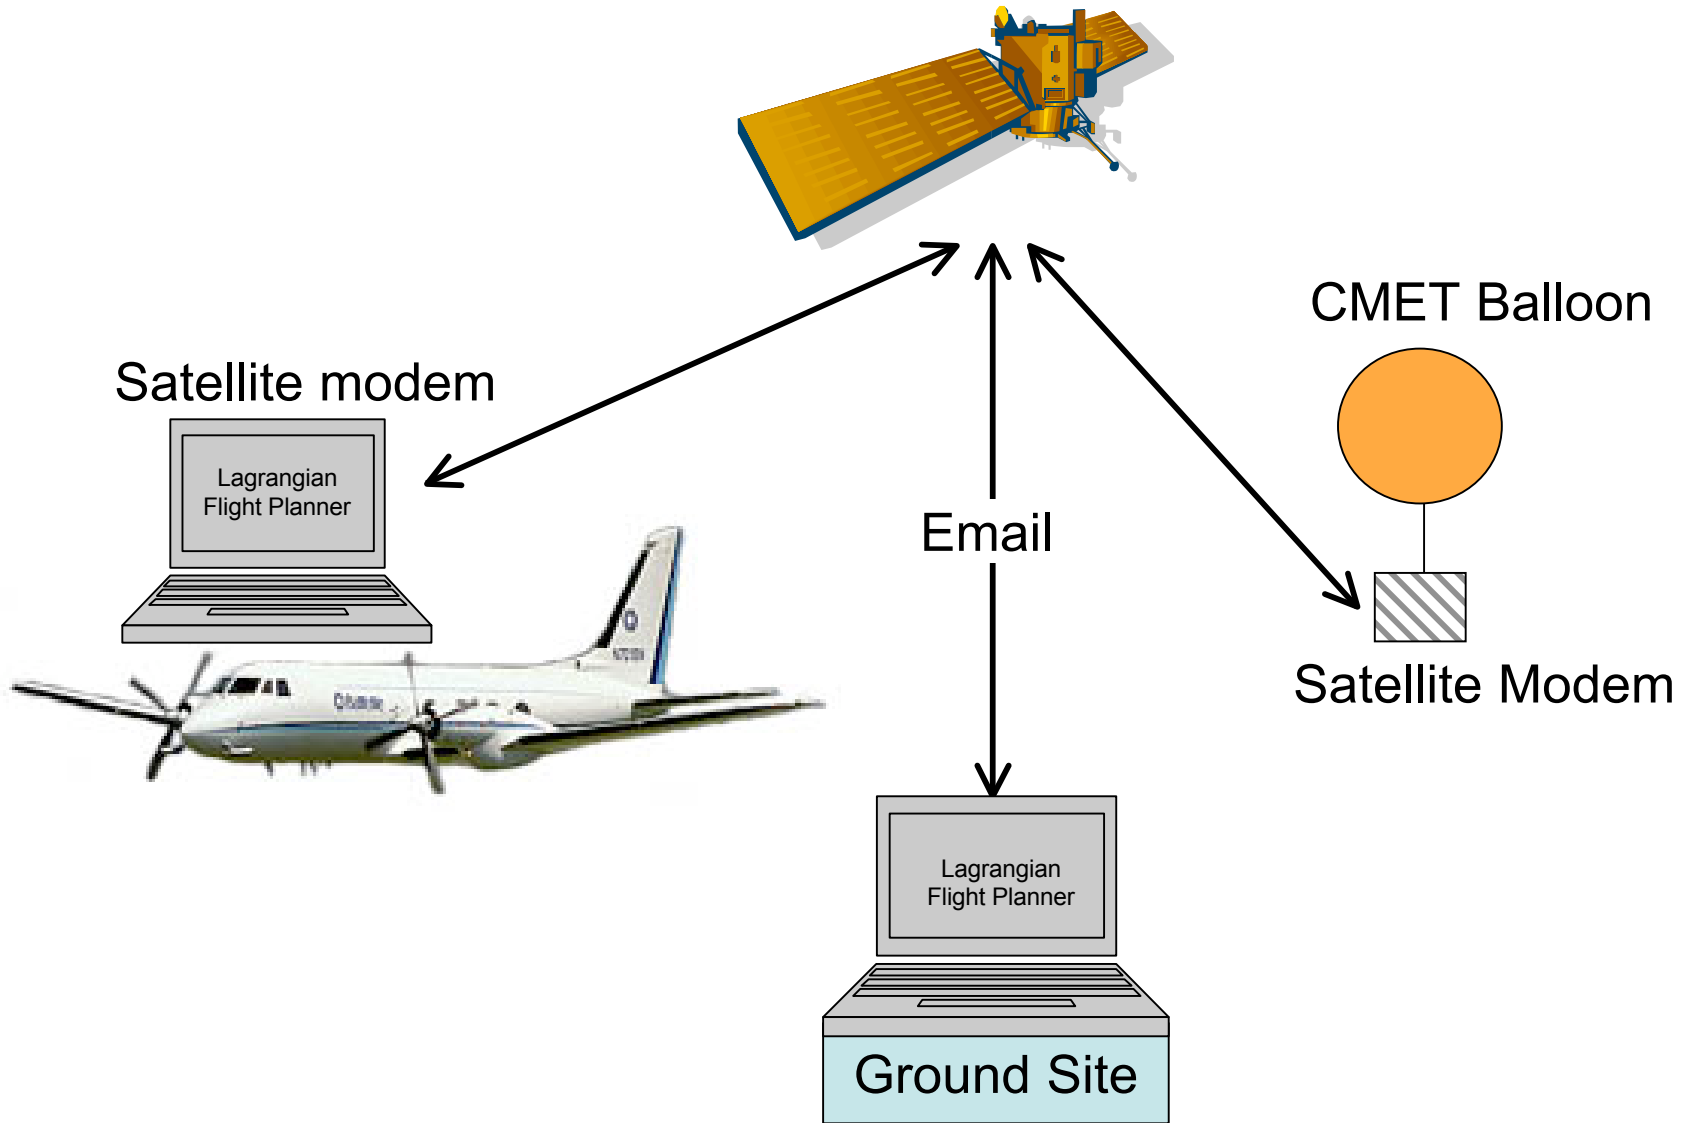 CMET Balloon
Satellite modem
Lagrangian
Flight Planner
Email
Satellite Modem
Lagrangian
Flight Planner
Ground Site